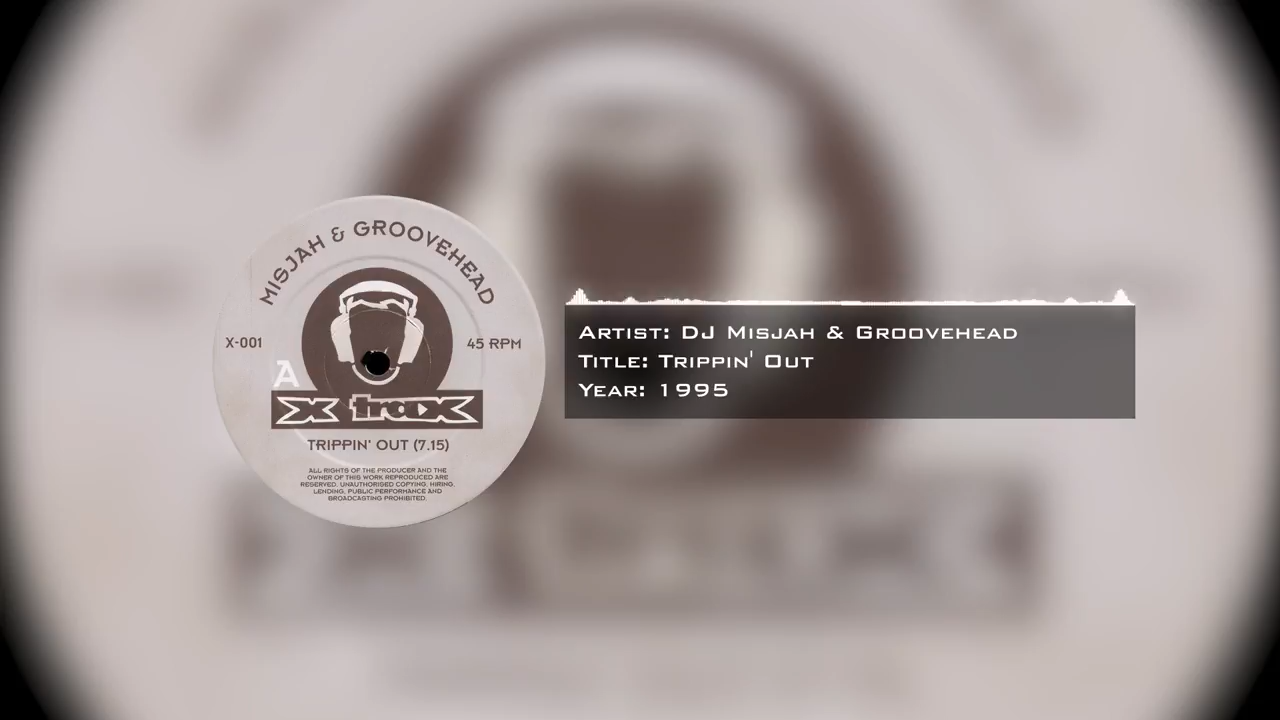 MISJAH & GROOVEHEAD
X-001
45 RPM
A
X traX
TRIPPIN' OUT (7.15)
ALL RIGHTS OF THE PRODUCER AND THE
OWNER OF THIS WORK REPRODUCED ARE
RESERVED. UNAUTHORISED COPYING, HIRING,
LENDING, PUBLIC PERFORMANCE AND
BROADCASTING PROHIBITED.
Artist: DJ Misjah & Groovehead
Title: Trippin' Out
Year: 1995